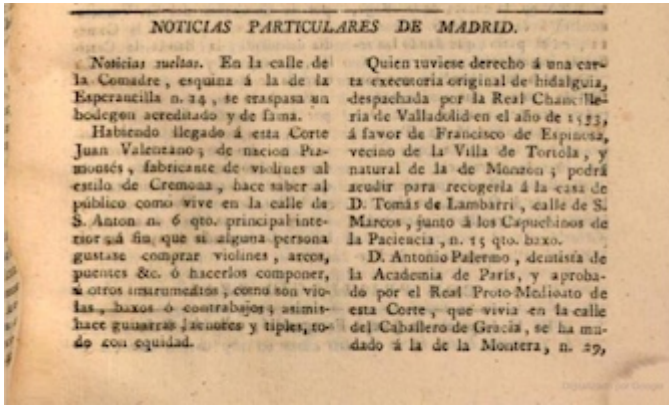 NOTICIAS PARTICULARES DE MADRID.
Noticias sueltas. En la calle de
la Comadre, esquina á la de la
Esperancilla n. 14, se traspasa un
bodegon acreditado y de fama.
Habiendo llegado á esta Corte
Juan Valenzano; de nacion Pia-
montés, fabricante de violines al
estilo de Cremona, hace saber al
público como vive en la calle de
S. Anton n. 6 qto. principal inte-
rior; á fin que si alguna persona
gustase comprar violines, arcos,
puentes &c. ó hacerlos componer,
ú otros instrumentos, como son vio-
las, baxos ó contrabajos; asimis-
hace guitarras, tenores y tiples, to-
do con equidad.
Quien tuviese derecho á una car-
ta executoria original de hidalguia,
despachada por la Real Chancille-
ria de Valladolid en el año de 1553,
á favor de Francisco de Espinosa,
vecino de la Villa de Tortola, y
natural de la de Monzon; podrá
acudir para recogerla á la casa de
D. Tomás de Lambarri, calle de S.
Marcos, junto á los Capuchinos de
la Paciencia, n. 15 qto. baxo.
D. Antonio Palermo, dentista de
la Academia de París, y aproba-
do por el Real Proto-Medicato de
esta Corte, que vivia en la calle
del Caballero de Gracia, se ha mu-
dado á la de la Montera, n. 29,
Digitalizado por Google